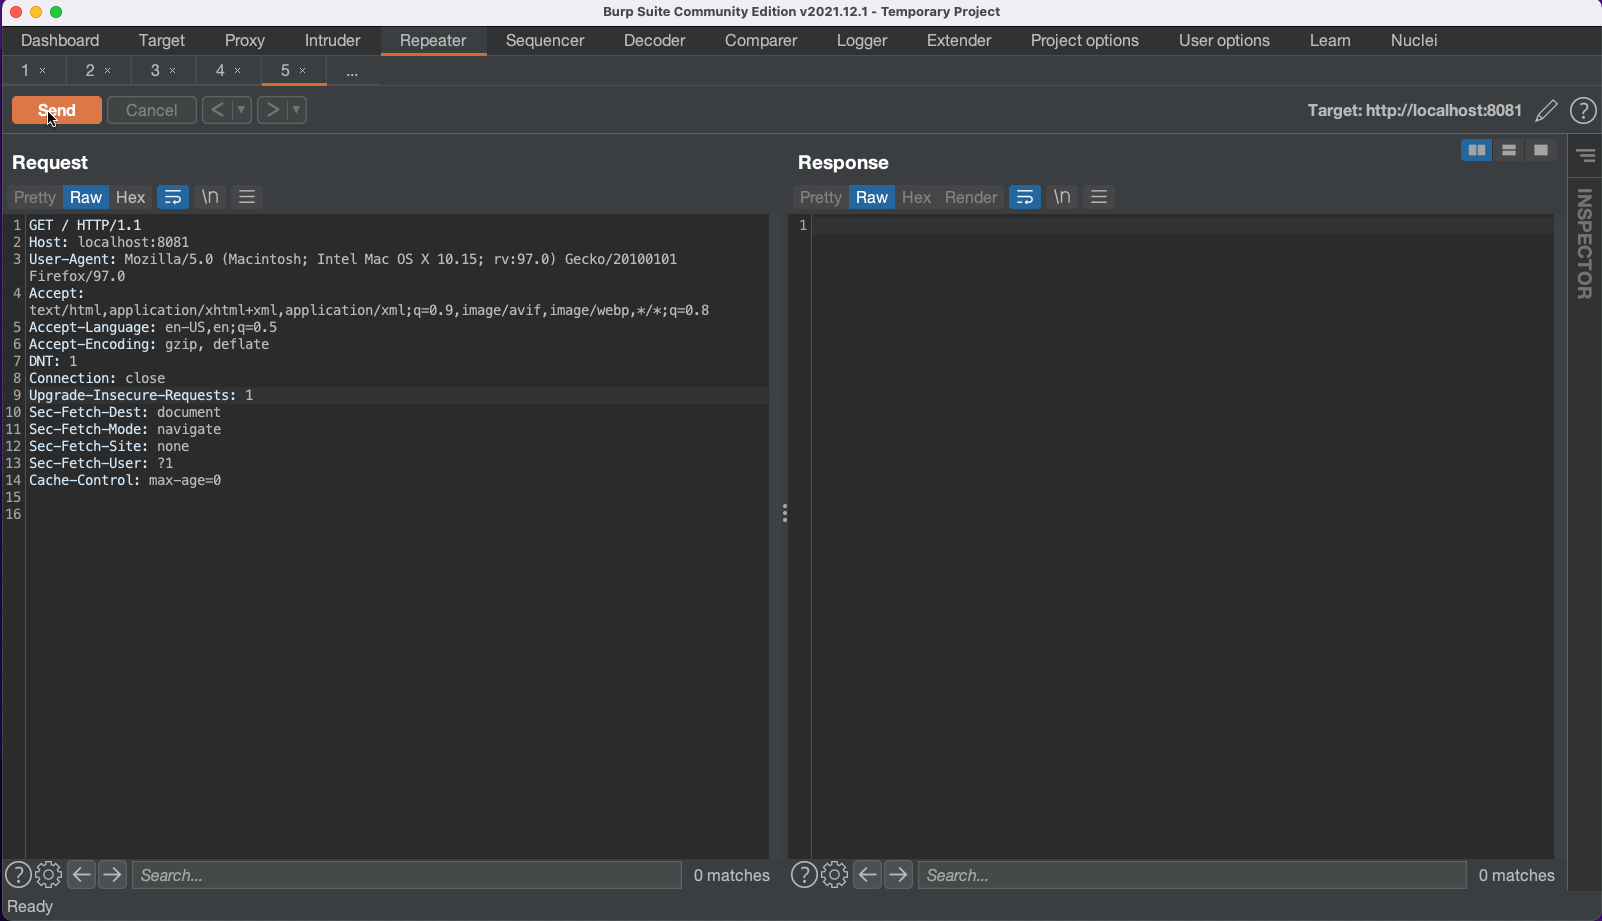 Burp Suite Community Edition v2021.12.1 - Temporary Project
Dashboard Target Proxy Intruder Repeater Sequencer Decoder Comparer Logger Extender Project options User options Learn Nuclei
1 × 2 × 3 × 4 × 5 × ...
Send Cancel < > Target: http://localhost:8081 ?
Request
Pretty Raw Hex \n
1 GET / HTTP/1.1
2 Host: localhost:8081
3 User-Agent: Mozilla/5.0 (Macintosh; Intel Mac OS X 10.15; rv:97.0) Gecko/20100101
Firefox/97.0
4 Accept:
text/html,application/xhtml+xml,application/xml;q=0.9,image/avif,image/webp,*/*;q=0.8
5 Accept-Language: en-US,en;q=0.5
6 Accept-Encoding: gzip, deflate
7 DNT: 1
8 Connection: close
9 Upgrade-Insecure-Requests: 1
10 Sec-Fetch-Dest: document
11 Sec-Fetch-Mode: navigate
12 Sec-Fetch-Site: none
13 Sec-Fetch-User: ?1
14 Cache-Control: max-age=0
15
16
? Search... 0 matches
Response
Pretty Raw Hex Render \n
1
? Search... 0 matches
INSPECTOR
Ready